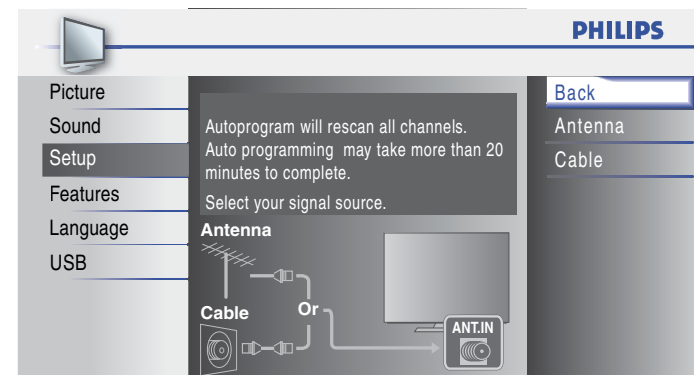 PHILIPS
Picture
Sound
Setup
Features
Language
USB
Autoprogram will rescan all channels.
Auto programming may take more than 20
minutes to complete.
Select your signal source.
Antenna
Cable
Or
ANT.IN
Back
Antenna
Cable